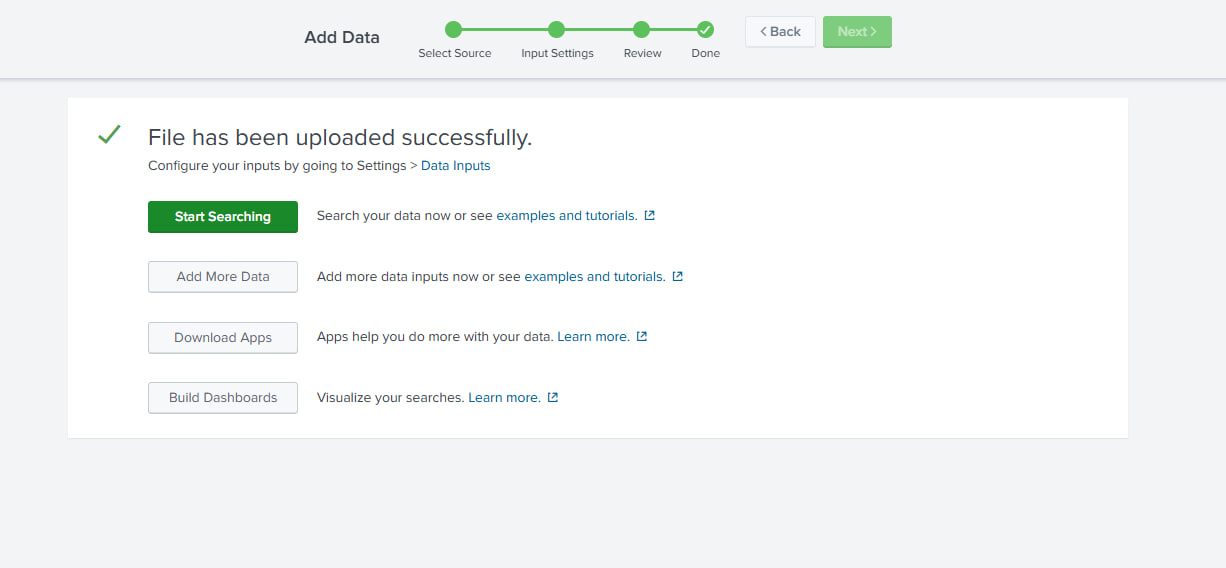 Add Data
Select Source
Input Settings
Review
Done
< Back
Next >
File has been uploaded successfully.
Configure your inputs by going to Settings > Data Inputs
Start Searching
Search your data now or see examples and tutorials.
Add More Data
Add more data inputs now or see examples and tutorials.
Download Apps
Apps help you do more with your data. Learn more.
Build Dashboards
Visualize your searches. Learn more.